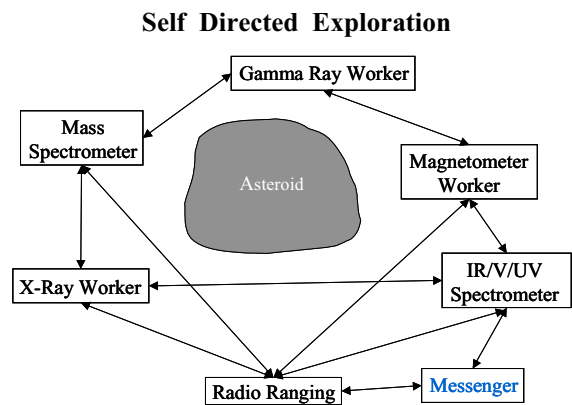 Self Directed Exploration
Gamma Ray Worker
Mass
Spectrometer
Magnetometer
Worker
Asteroid
X-Ray Worker
IR/V/UV
Spectrometer
Radio Ranging
Messenger